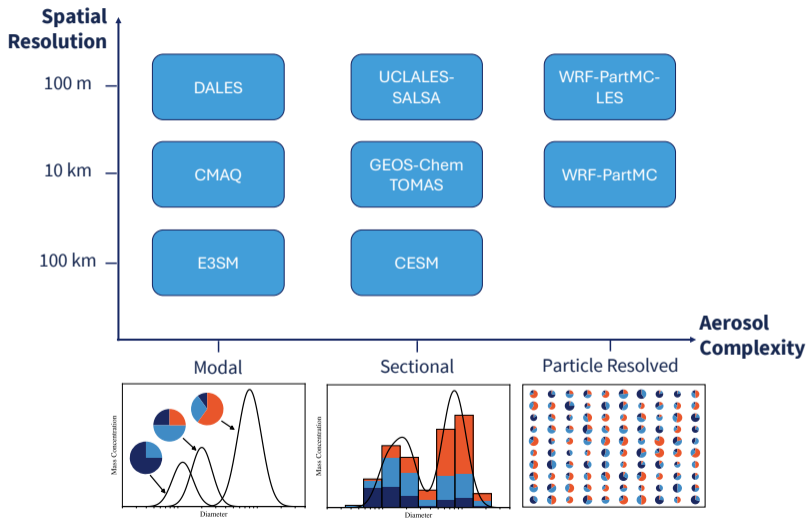 Spatial
Resolution
100 m
DALES
UCLALES-
SALSA
WRF-PartMC-
LES
10 km
CMAQ
GEOS-Chem
TOMAS
WRF-PartMC
100 km
E3SM
CESM
Aerosol
Complexity
Modal
Sectional
Particle Resolved
Mass Concentration
Diameter
Mass Concentration
Diameter